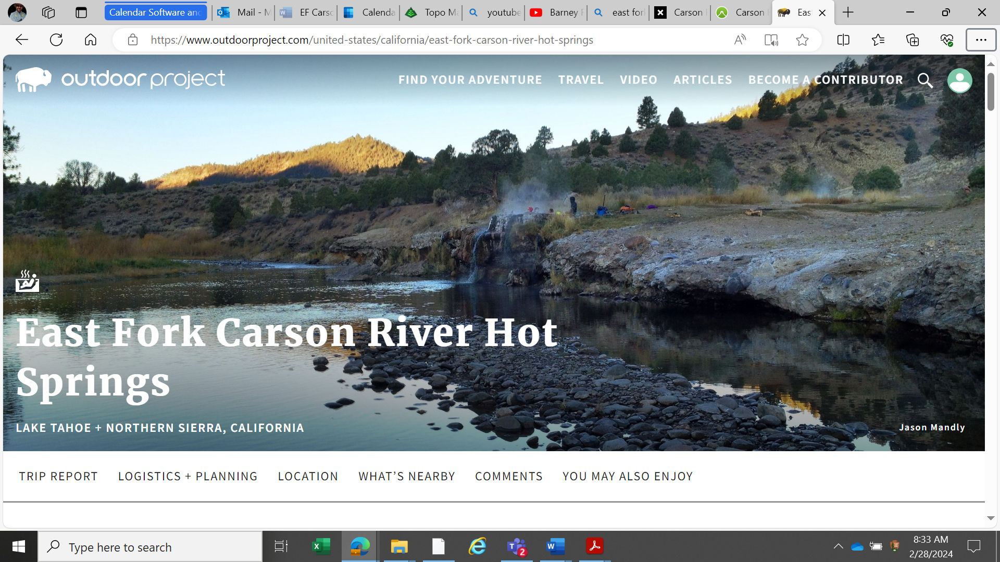 Calendar Software and
Mail - M
EF Carso
Calenda
Topo Ma
youtube
Barney F
east fork
Carson
Carson
Eas
https://www.outdoorproject.com/united-states/california/east-fork-carson-river-hot-springs
outdoor project
FIND YOUR ADVENTURE
TRAVEL
VIDEO
ARTICLES
BECOME A CONTRIBUTOR
East Fork Carson River Hot
Springs
LAKE TAHOE + NORTHERN SIERRA, CALIFORNIA
Jason Mandly
TRIP REPORT
LOGISTICS + PLANNING
LOCATION
WHAT’S NEARBY
COMMENTS
YOU MAY ALSO ENJOY
Type here to search
2
8:33 AM
2/28/2024